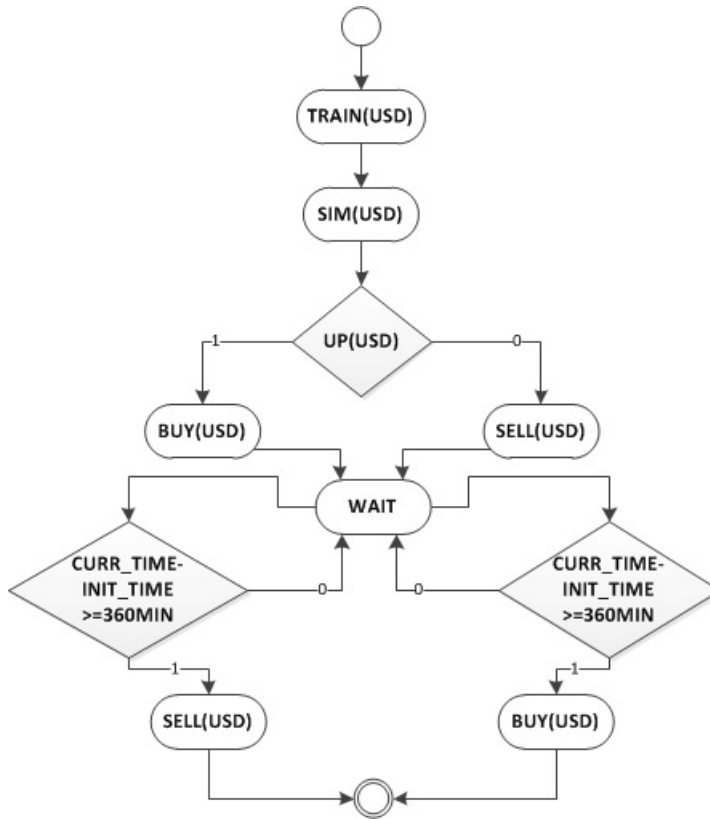 TRAIN(USD)
SIM(USD)
UP(USD)
1
0
BUY(USD)
SELL(USD)
WAIT
CURR_TIME-
INIT_TIME
>=360MIN
0
0
CURR_TIME-
INIT_TIME
>=360MIN
1
1
SELL(USD)
BUY(USD)